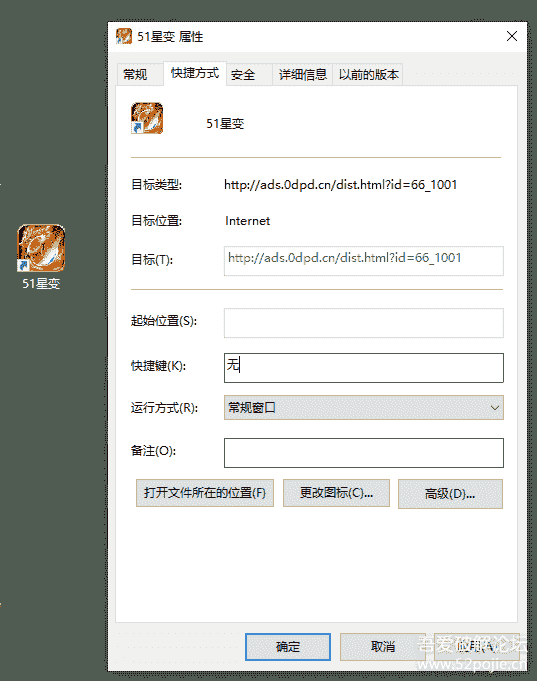 51星变 属性
常规 快捷方式 安全 详细信息 以前的版本
51星变
目标类型: http://ads.0dpd.cn/dist.html?id=66_1001
目标位置: Internet
目标(T): http://ads.0dpd.cn/dist.html?id=66_1001
51星变
起始位置(S):
快捷键(K): 无
运行方式(R): 常规窗口
备注(O):
打开文件所在的位置(F) 更改图标(C)... 高级(D)...
确定 取消 应用(A)
吾爱破解论坛
www.52pojie.cn